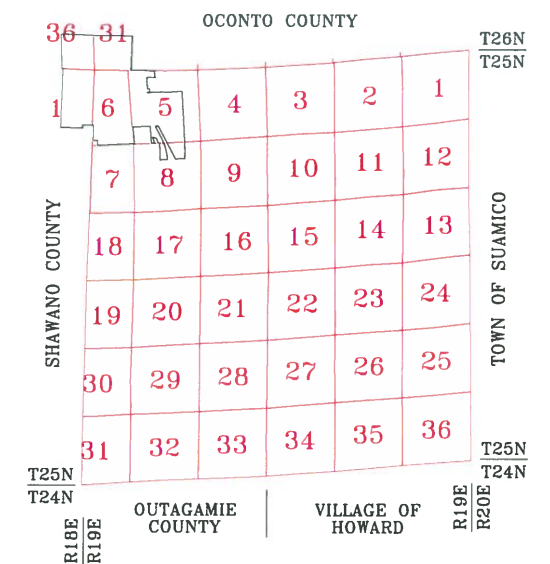 OCONTO COUNTY
36 31
T26N
T25N
1 6 5 4 3 2 1
7 8 9 10 11 12
18 17 16 15 14 13
19 20 21 22 23 24
30 29 28 27 26 25
31 32 33 34 35 36
SHAWANO COUNTY
TOWN OF SUAMICO
T25N
T24N
T25N
T24N
OUTAGAMIE
COUNTY
VILLAGE OF
HOWARD
R18E
R19E
R19E
R20E